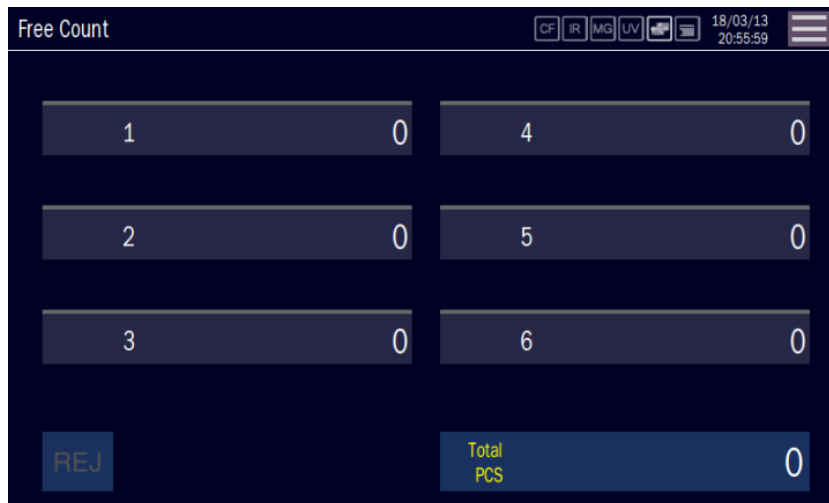 Free Count
CF IR MG UV
18/03/13
20:55:59
1 0
4 0
2 0
5 0
3 0
6 0
REJ
Total
PCS
0